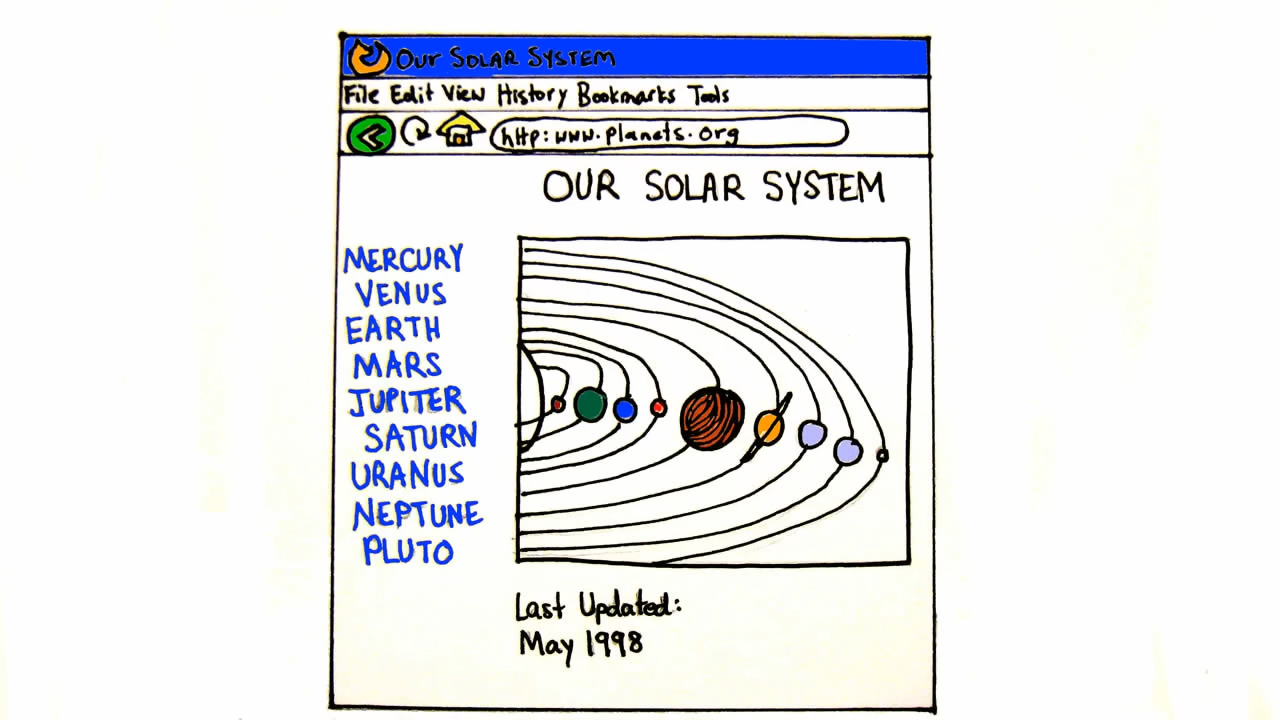 Our Solar System
File Edit View History Bookmarks Tools
http:www.planets.org
OUR SOLAR SYSTEM
MERCURY
VENUS
EARTH
MARS
JUPITER
SATURN
URANUS
NEPTUNE
PLUTO
Last Updated:
May 1998